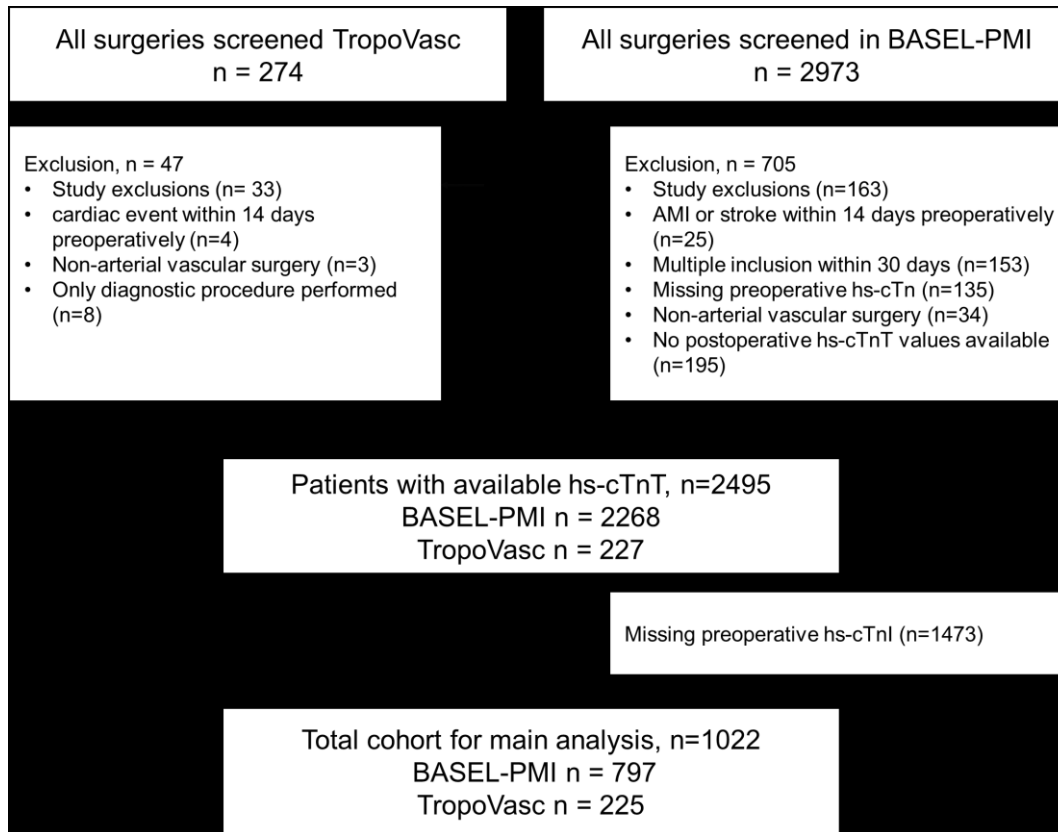 All surgeries screened TropoVasc
n = 274
All surgeries screened in BASEL-PMI
n = 2973
Exclusion, n = 47
• Study exclusions (n= 33)
• cardiac event within 14 days
preoperatively (n=4)
• Non-arterial vascular surgery (n=3)
• Only diagnostic procedure performed
(n=8)
Exclusion, n = 705
• Study exclusions (n=163)
• AMI or stroke within 14 days preoperatively
(n=25)
• Multiple inclusion within 30 days (n=153)
• Missing preoperative hs-cTn (n=135)
• Non-arterial vascular surgery (n=34)
• No postoperative hs-cTnT values available
(n=195)
Patients with available hs-cTnT, n=2495
BASEL-PMI n = 2268
TropoVasc n = 227
Missing preoperative hs-cTnI (n=1473)
Total cohort for main analysis, n=1022
BASEL-PMI n = 797
TropoVasc n = 225